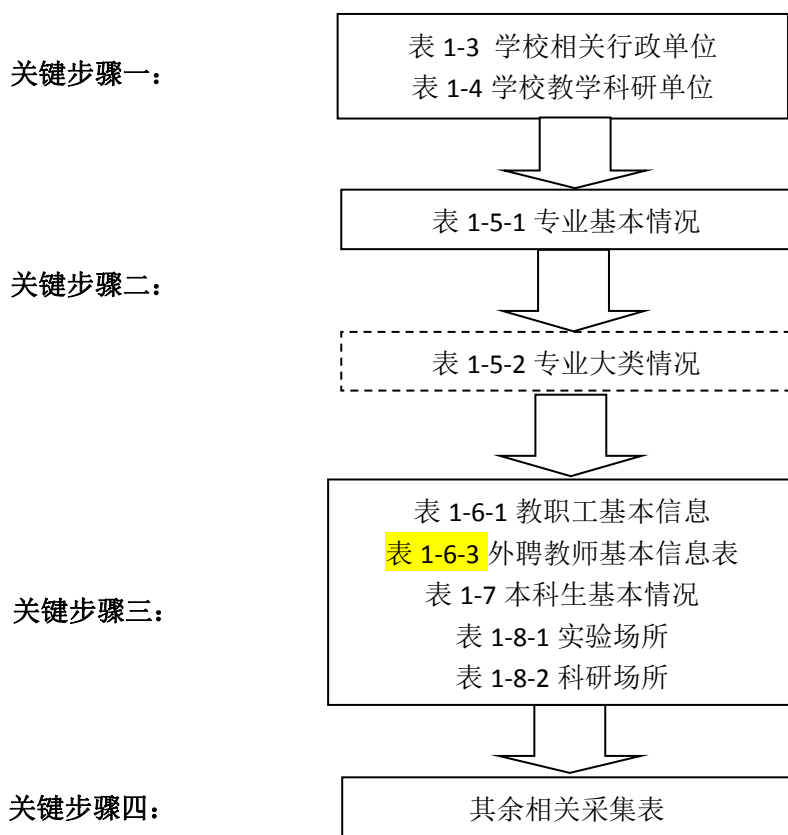 关键步骤一：
表 1-3 学校相关行政单位
表 1-4 学校教学科研单位
表 1-5-1 专业基本情况
关键步骤二：
表 1-5-2 专业大类情况
表 1-6-1 教职工基本信息
表 1-6-3 外聘教师基本信息表
表 1-7 本科生基本情况
关键步骤三：
表 1-8-1 实验场所
表 1-8-2 科研场所
关键步骤四：
其余相关采集表